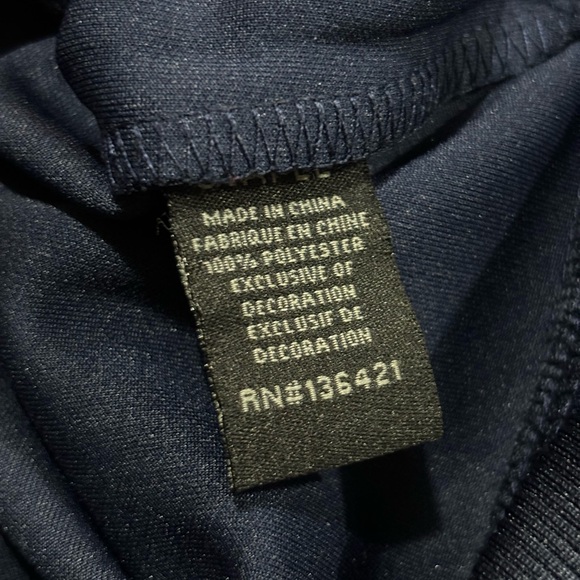 MADE IN CHINA
FABRIQUE EN CHINE
100% POLYESTER
EXCLUSIVE OF
DECORATION
EXCLUSIF DE
DECORATION
RN#136421